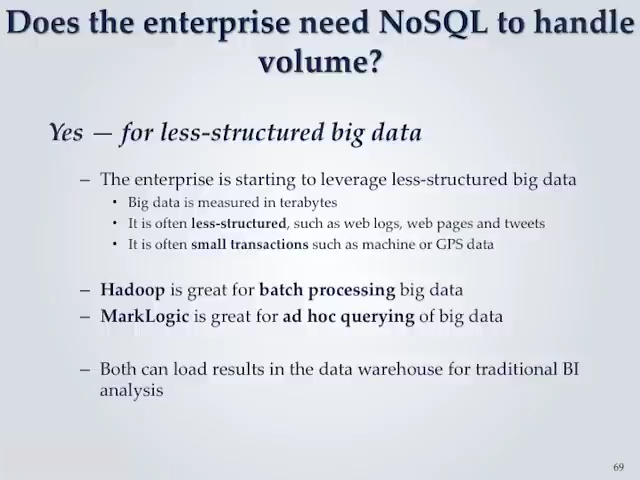 Does the enterprise need NoSQL to handle
volume?
Yes — for less-structured big data
– The enterprise is starting to leverage less-structured big data
• Big data is measured in terabytes
• It is often less-structured, such as web logs, web pages and tweets
• It is often small transactions such as machine or GPS data
– Hadoop is great for batch processing big data
– MarkLogic is great for ad hoc querying of big data
– Both can load results in the data warehouse for traditional BI
analysis
69